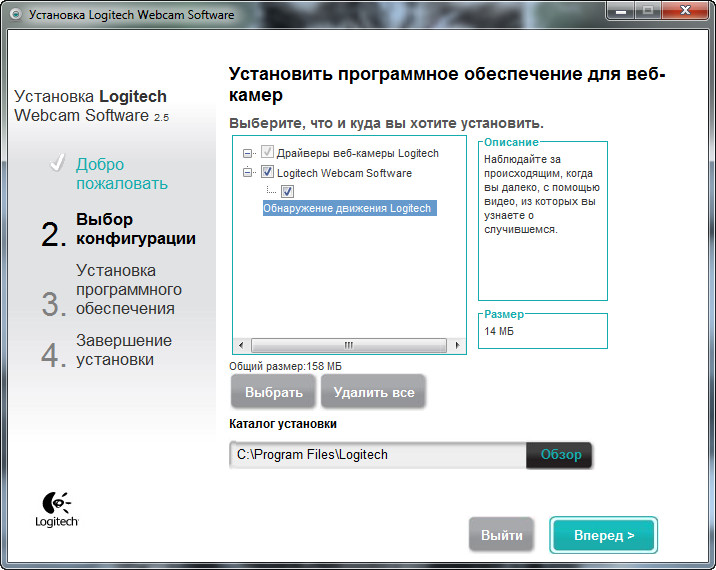 Установка Logitech Webcam Software
Установка Logitech
Webcam Software 2.5
Добро
пожаловать
2. Выбор
конфигурации
3. Установка
программного
обеспечения
4. Завершение
установки
Logitech
Установить программное обеспечение для веб-
камер
Выберите, что и куда вы хотите установить.
Драйверы веб-камеры Logitech
Logitech Webcam Software
Обнаружение движения Logitech
Описание
Наблюдайте за
происходящим, когда
вы далеко, с помощью
видео, из которых вы
узнаете о
случившемся.
Размер
14 МБ
Общий размер:158 МБ
Выбрать
Удалить все
Каталог установки
C:\Program Files\Logitech
Обзор
Выйти
Вперед >